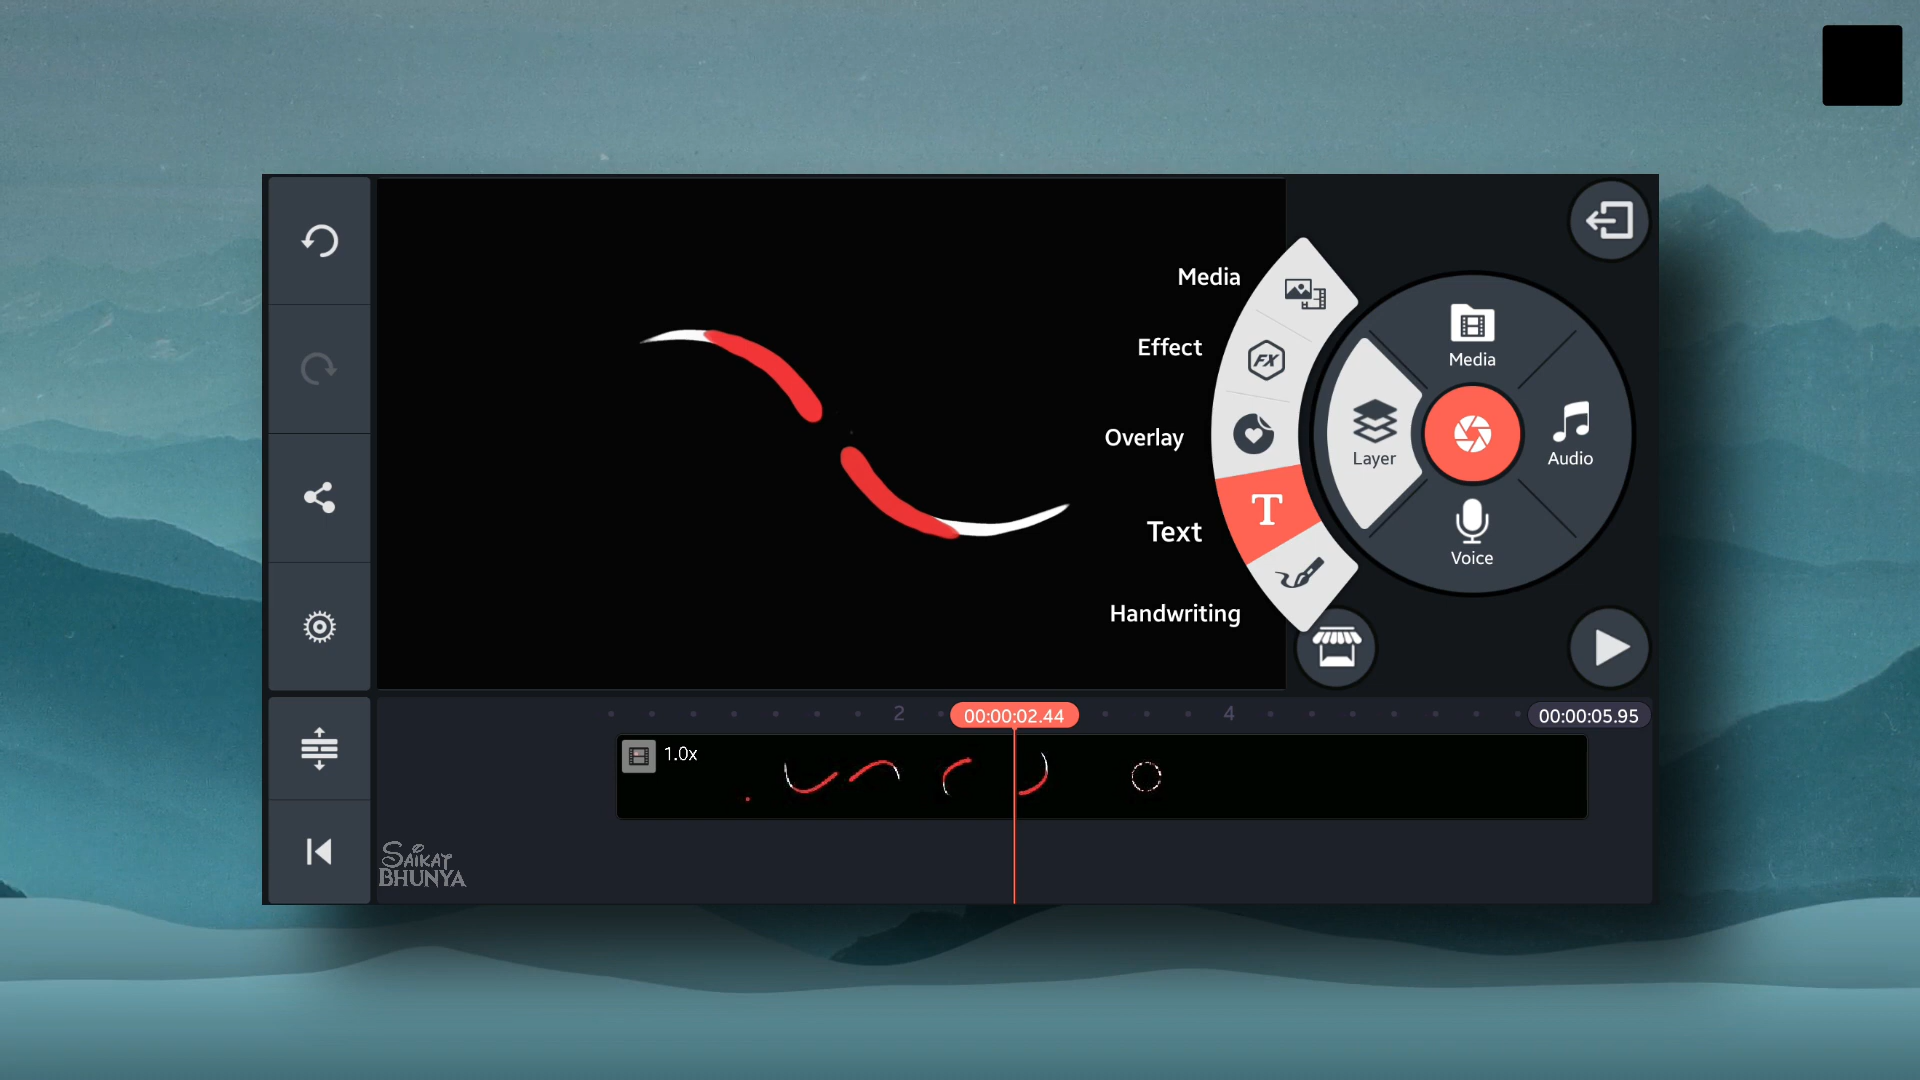 Media
Effect
Overlay
Text
Handwriting
FX
T
Media
Layer
Audio
Voice
2
00:00:02.44
4
00:00:05.95
1.0x
SAIKAT
BHUNYA